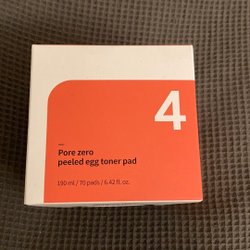 4
Pore zero
peeled egg toner pad
190 ml / 70 pads / 6.42 fl. oz.